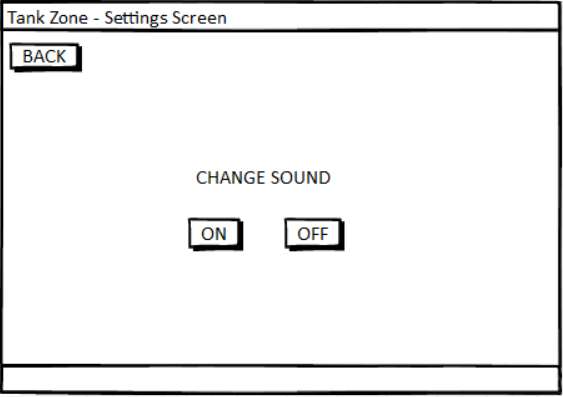 Tank Zone - Settings Screen
BACK
CHANGE SOUND
ON OFF